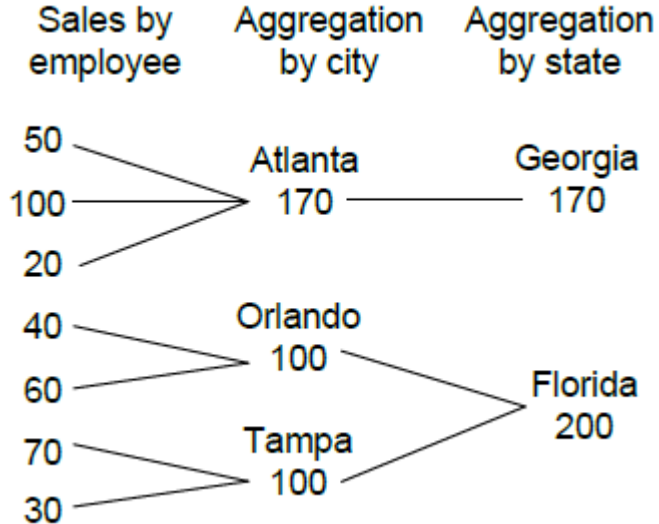 Sales by
employee
Aggregation
by city
Aggregation
by state
50
100
20
40
60
70
30
Atlanta
170
Orlando
100
Tampa
100
Georgia
170
Florida
200